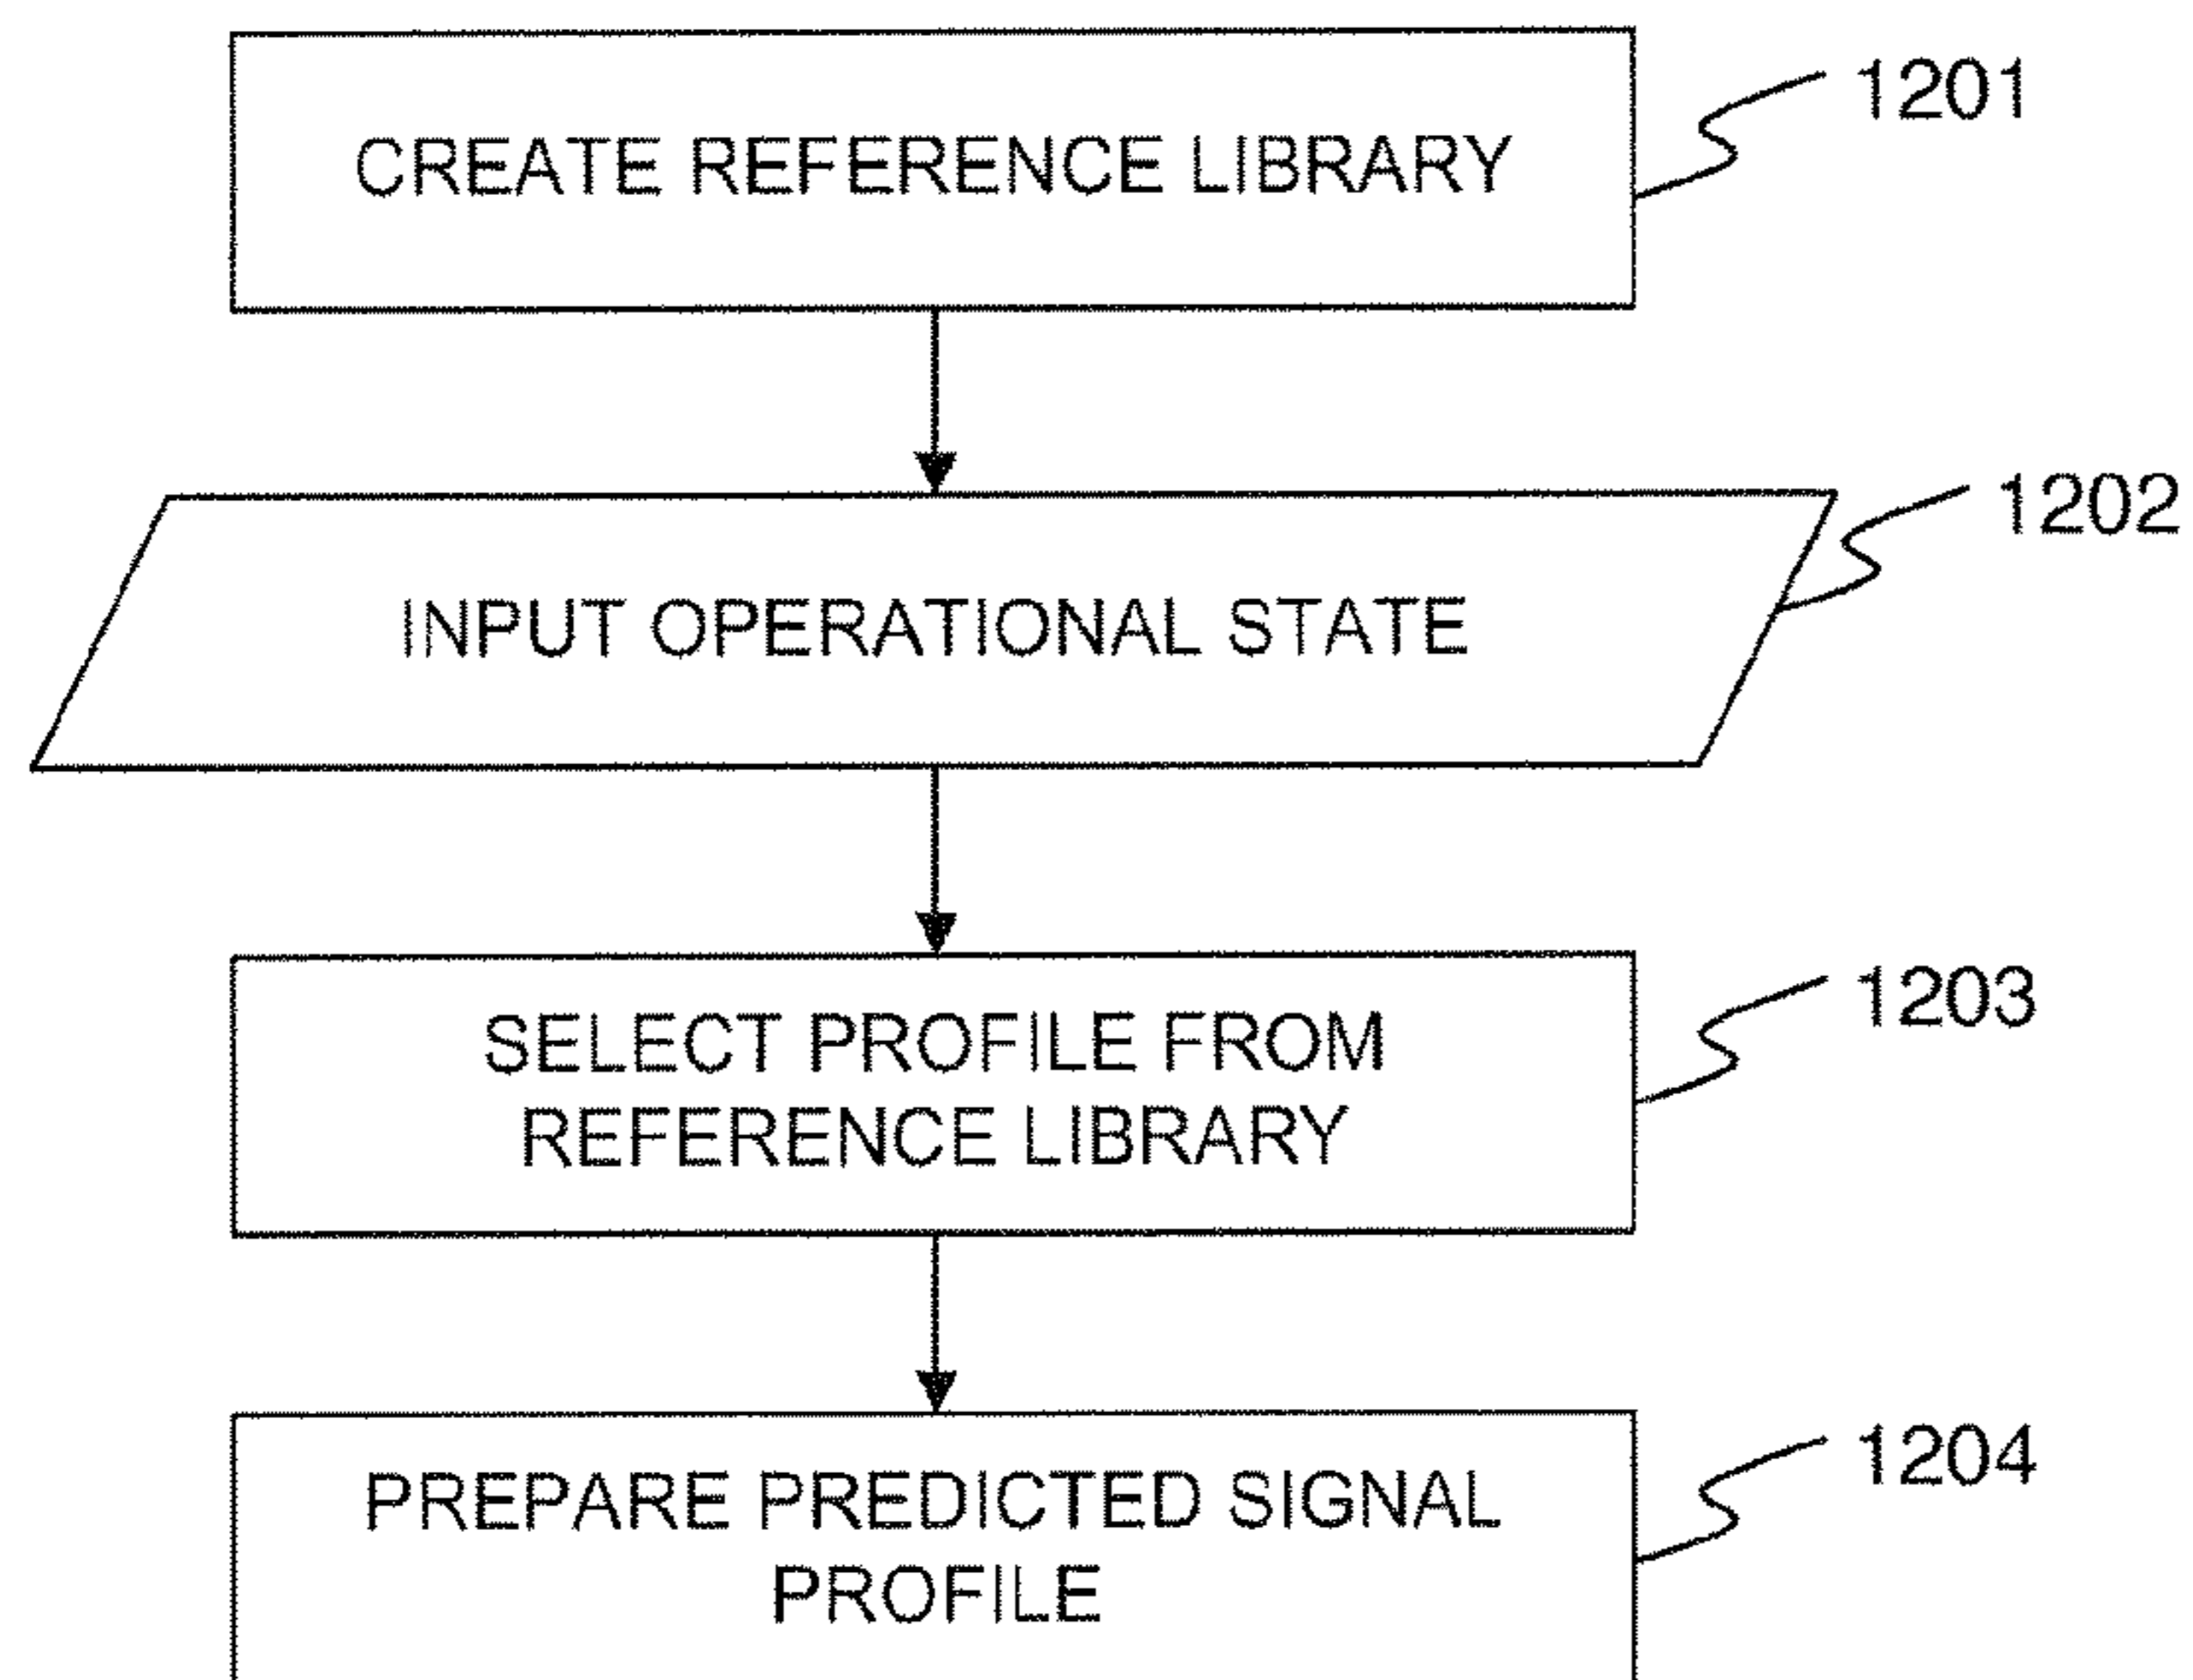 CREATE REFERENCE LIBRARY
1201
INPUT OPERATIONAL STATE
1202
SELECT PROFILE FROM
REFERENCE LIBRARY
1203
PREPARE PREDICTED SIGNAL
PROFILE
1204